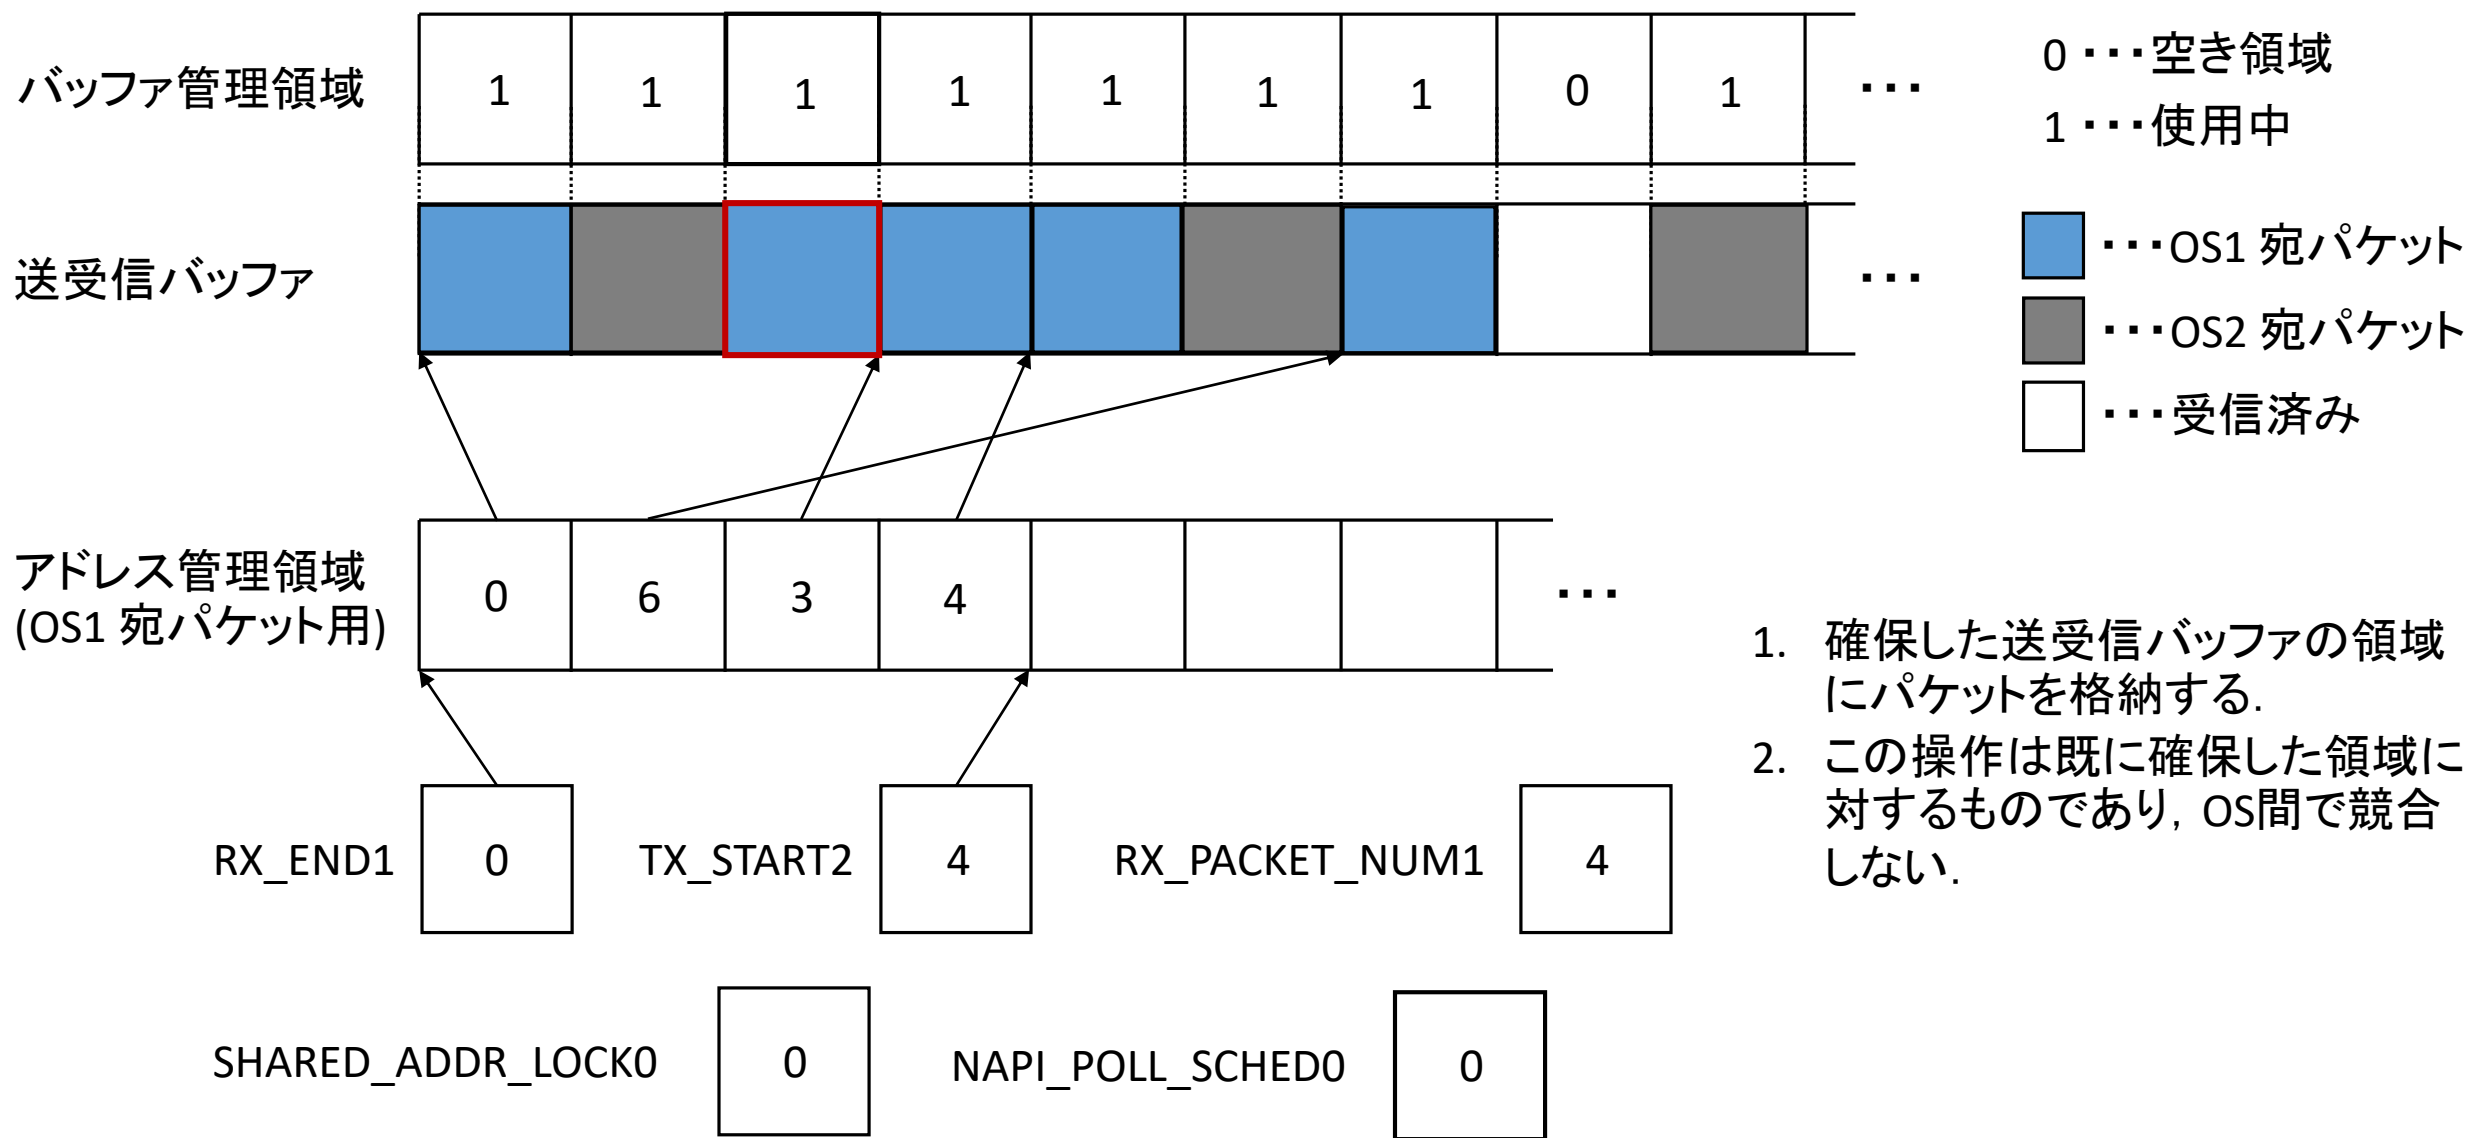 バッファ管理領域
1 1 1 1 1 1 1 0 1 ・・・
0 ・・・空き領域
1 ・・・使用中
送受信バッファ
・・・
・・・OS1 宛パケット
・・・OS2 宛パケット
・・・受信済み
アドレス管理領域
(OS1 宛パケット用)
0 6 3 4 ・・・
1. 確保した送受信バッファの領域
にパケットを格納する.
2. この操作は既に確保した領域に
対するものであり, OS間で競合
しない.
RX_END1 0 TX_START2 4 RX_PACKET_NUM1 4
SHARED_ADDR_LOCK0 0 NAPI_POLL_SCHED0 0